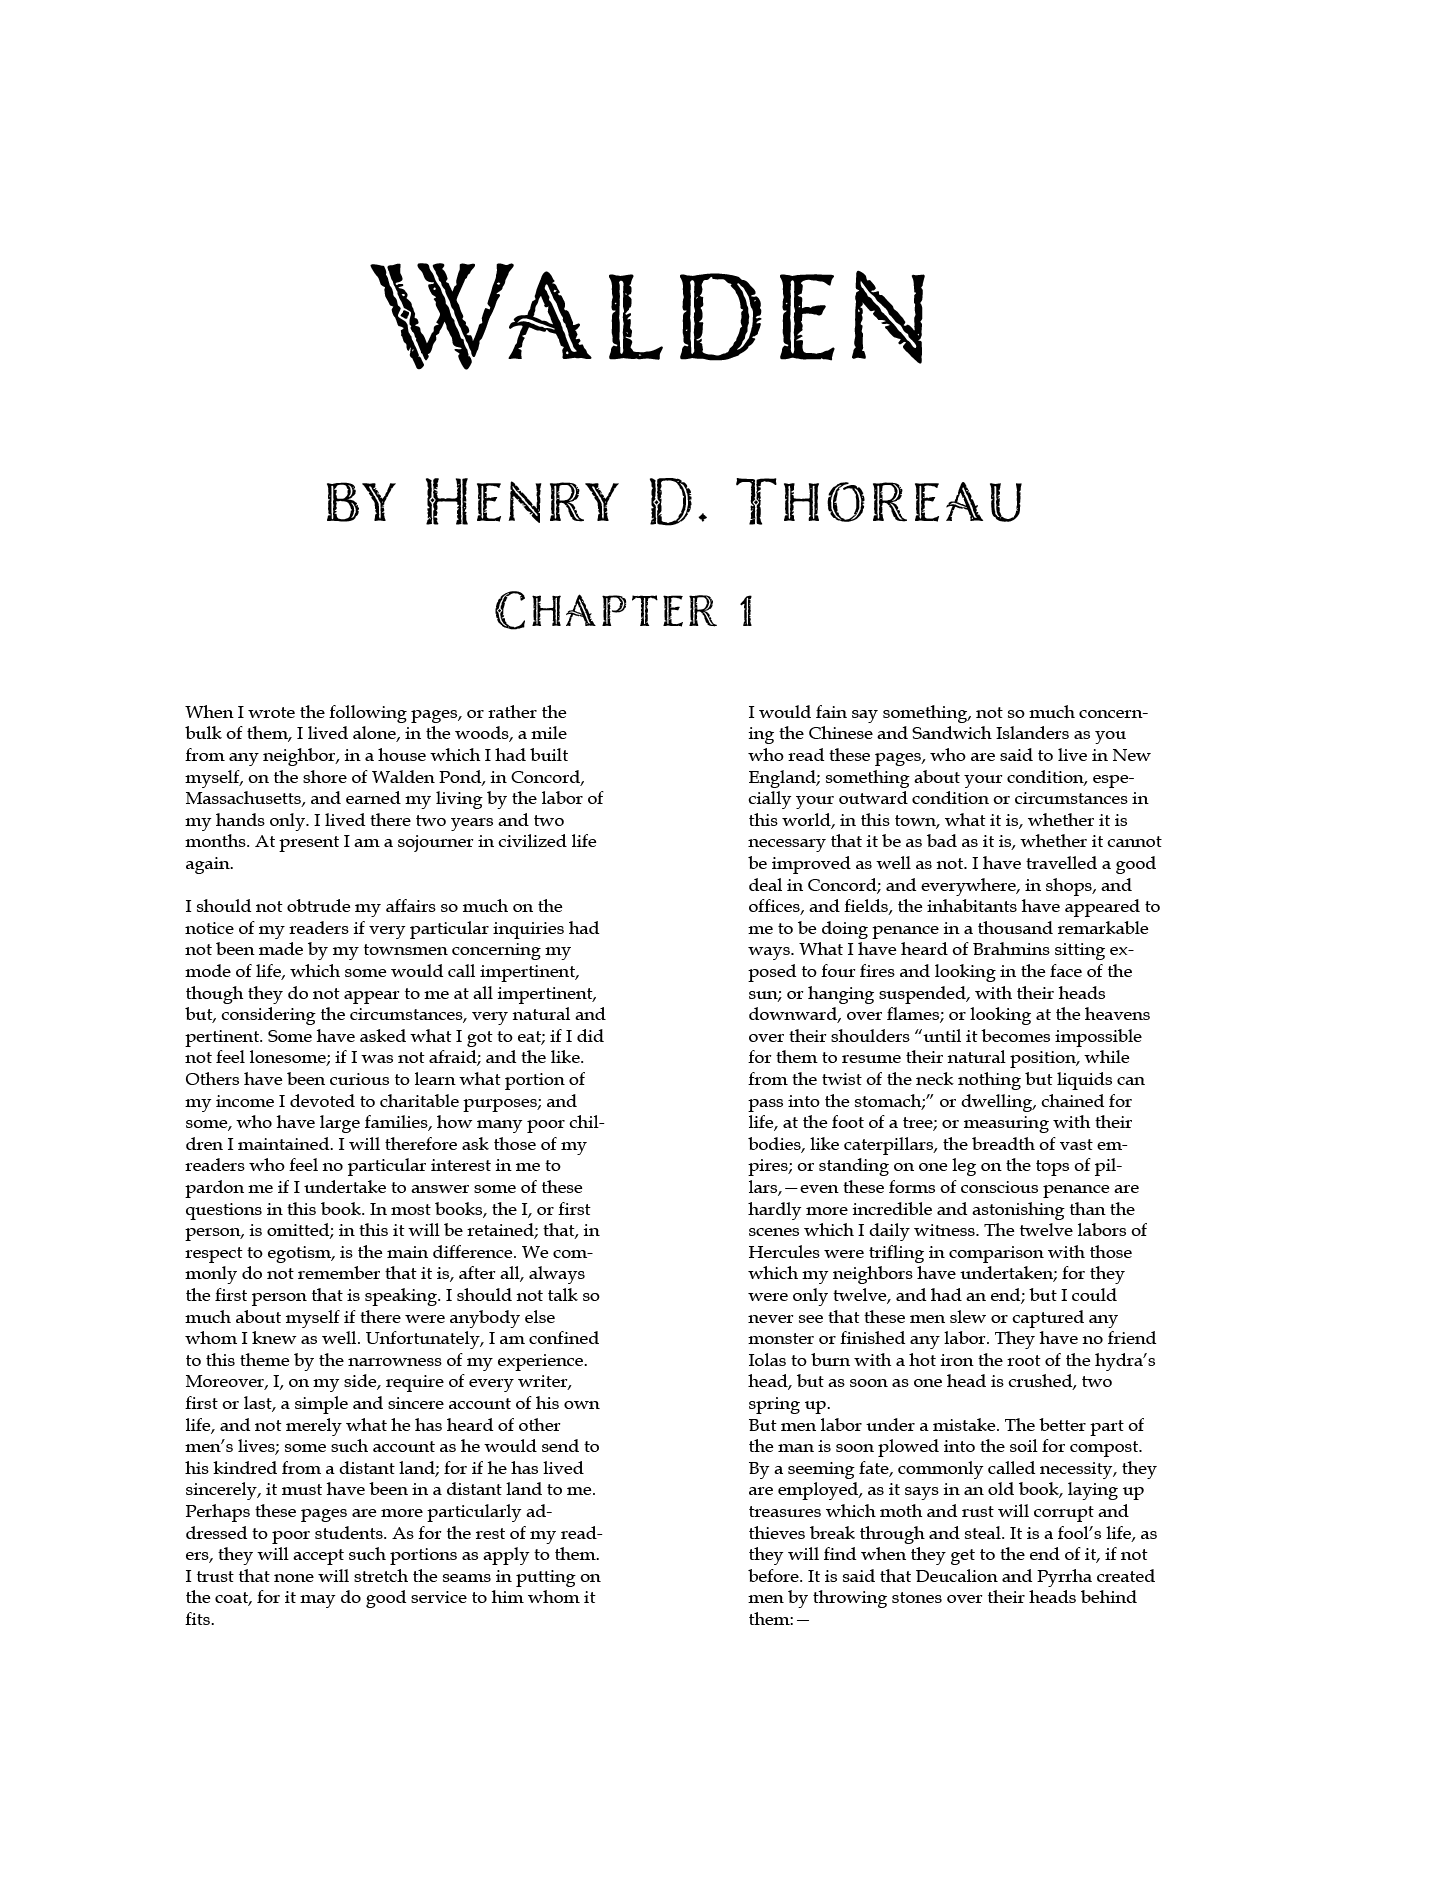 WALDEN
BY HENRY D. THOREAU
CHAPTER 1
When I wrote the following pages, or rather the
bulk of them, I lived alone, in the woods, a mile
from any neighbor, in a house which I had built
myself, on the shore of Walden Pond, in Concord,
Massachusetts, and earned my living by the labor of
my hands only. I lived there two years and two
months. At present I am a sojourner in civilized life
again.
I should not obtrude my affairs so much on the
notice of my readers if very particular inquiries had
not been made by my townsmen concerning my
mode of life, which some would call impertinent,
though they do not appear to me at all impertinent,
but, considering the circumstances, very natural and
pertinent. Some have asked what I got to eat; if I did
not feel lonesome; if I was not afraid; and the like.
Others have been curious to learn what portion of
my income I devoted to charitable purposes; and
some, who have large families, how many poor chil-
dren I maintained. I will therefore ask those of my
readers who feel no particular interest in me to
pardon me if I undertake to answer some of these
questions in this book. In most books, the I, or first
person, is omitted; in this it will be retained; that, in
respect to egotism, is the main difference. We com-
monly do not remember that it is, after all, always
the first person that is speaking. I should not talk so
much about myself if there were anybody else
whom I knew as well. Unfortunately, I am confined
to this theme by the narrowness of my experience.
Moreover, I, on my side, require of every writer,
first or last, a simple and sincere account of his own
life, and not merely what he has heard of other
men’s lives; some such account as he would send to
his kindred from a distant land; for if he has lived
sincerely, it must have been in a distant land to me.
Perhaps these pages are more particularly ad-
dressed to poor students. As for the rest of my read-
ers, they will accept such portions as apply to them.
I trust that none will stretch the seams in putting on
the coat, for it may do good service to him whom it
fits.
I would fain say something, not so much concern-
ing the Chinese and Sandwich Islanders as you
who read these pages, who are said to live in New
England; something about your condition, espe-
cially your outward condition or circumstances in
this world, in this town, what it is, whether it is
necessary that it be as bad as it is, whether it cannot
be improved as well as not. I have travelled a good
deal in Concord; and everywhere, in shops, and
offices, and fields, the inhabitants have appeared to
me to be doing penance in a thousand remarkable
ways. What I have heard of Brahmins sitting ex-
posed to four fires and looking in the face of the
sun; or hanging suspended, with their heads
downward, over flames; or looking at the heavens
over their shoulders “until it becomes impossible
for them to resume their natural position, while
from the twist of the neck nothing but liquids can
pass into the stomach;” or dwelling, chained for
life, at the foot of a tree; or measuring with their
bodies, like caterpillars, the breadth of vast em-
pires; or standing on one leg on the tops of pil-
lars,—even these forms of conscious penance are
hardly more incredible and astonishing than the
scenes which I daily witness. The twelve labors of
Hercules were trifling in comparison with those
which my neighbors have undertaken; for they
were only twelve, and had an end; but I could
never see that these men slew or captured any
monster or finished any labor. They have no friend
Iolas to burn with a hot iron the root of the hydra’s
head, but as soon as one head is crushed, two
spring up.
But men labor under a mistake. The better part of
the man is soon plowed into the soil for compost.
By a seeming fate, commonly called necessity, they
are employed, as it says in an old book, laying up
treasures which moth and rust will corrupt and
thieves break through and steal. It is a fool’s life, as
they will find when they get to the end of it, if not
before. It is said that Deucalion and Pyrrha created
men by throwing stones over their heads behind
them:—